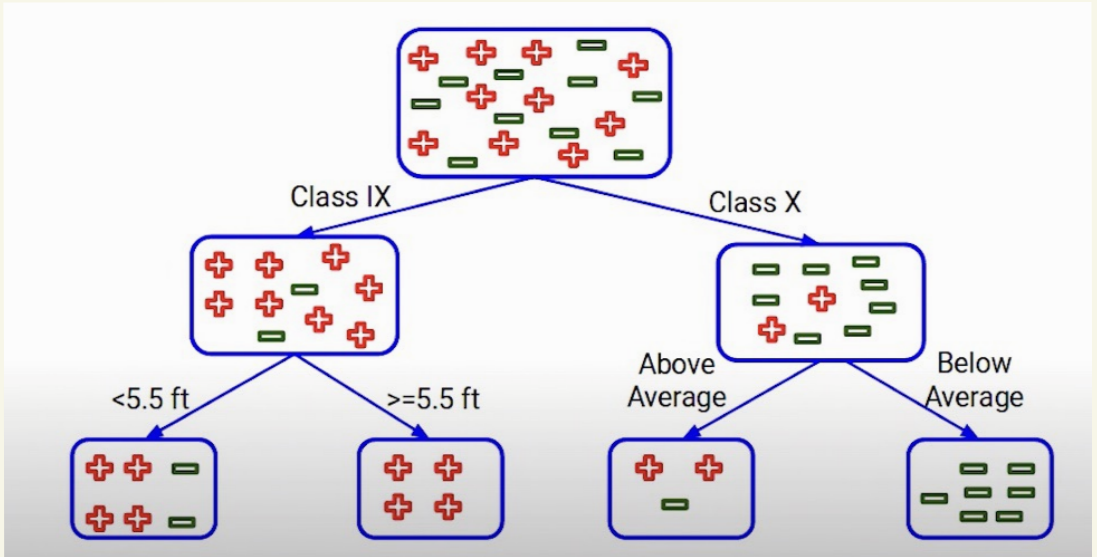 Class IX
Class X
<5.5 ft
>=5.5 ft
Above
Average
Below
Average